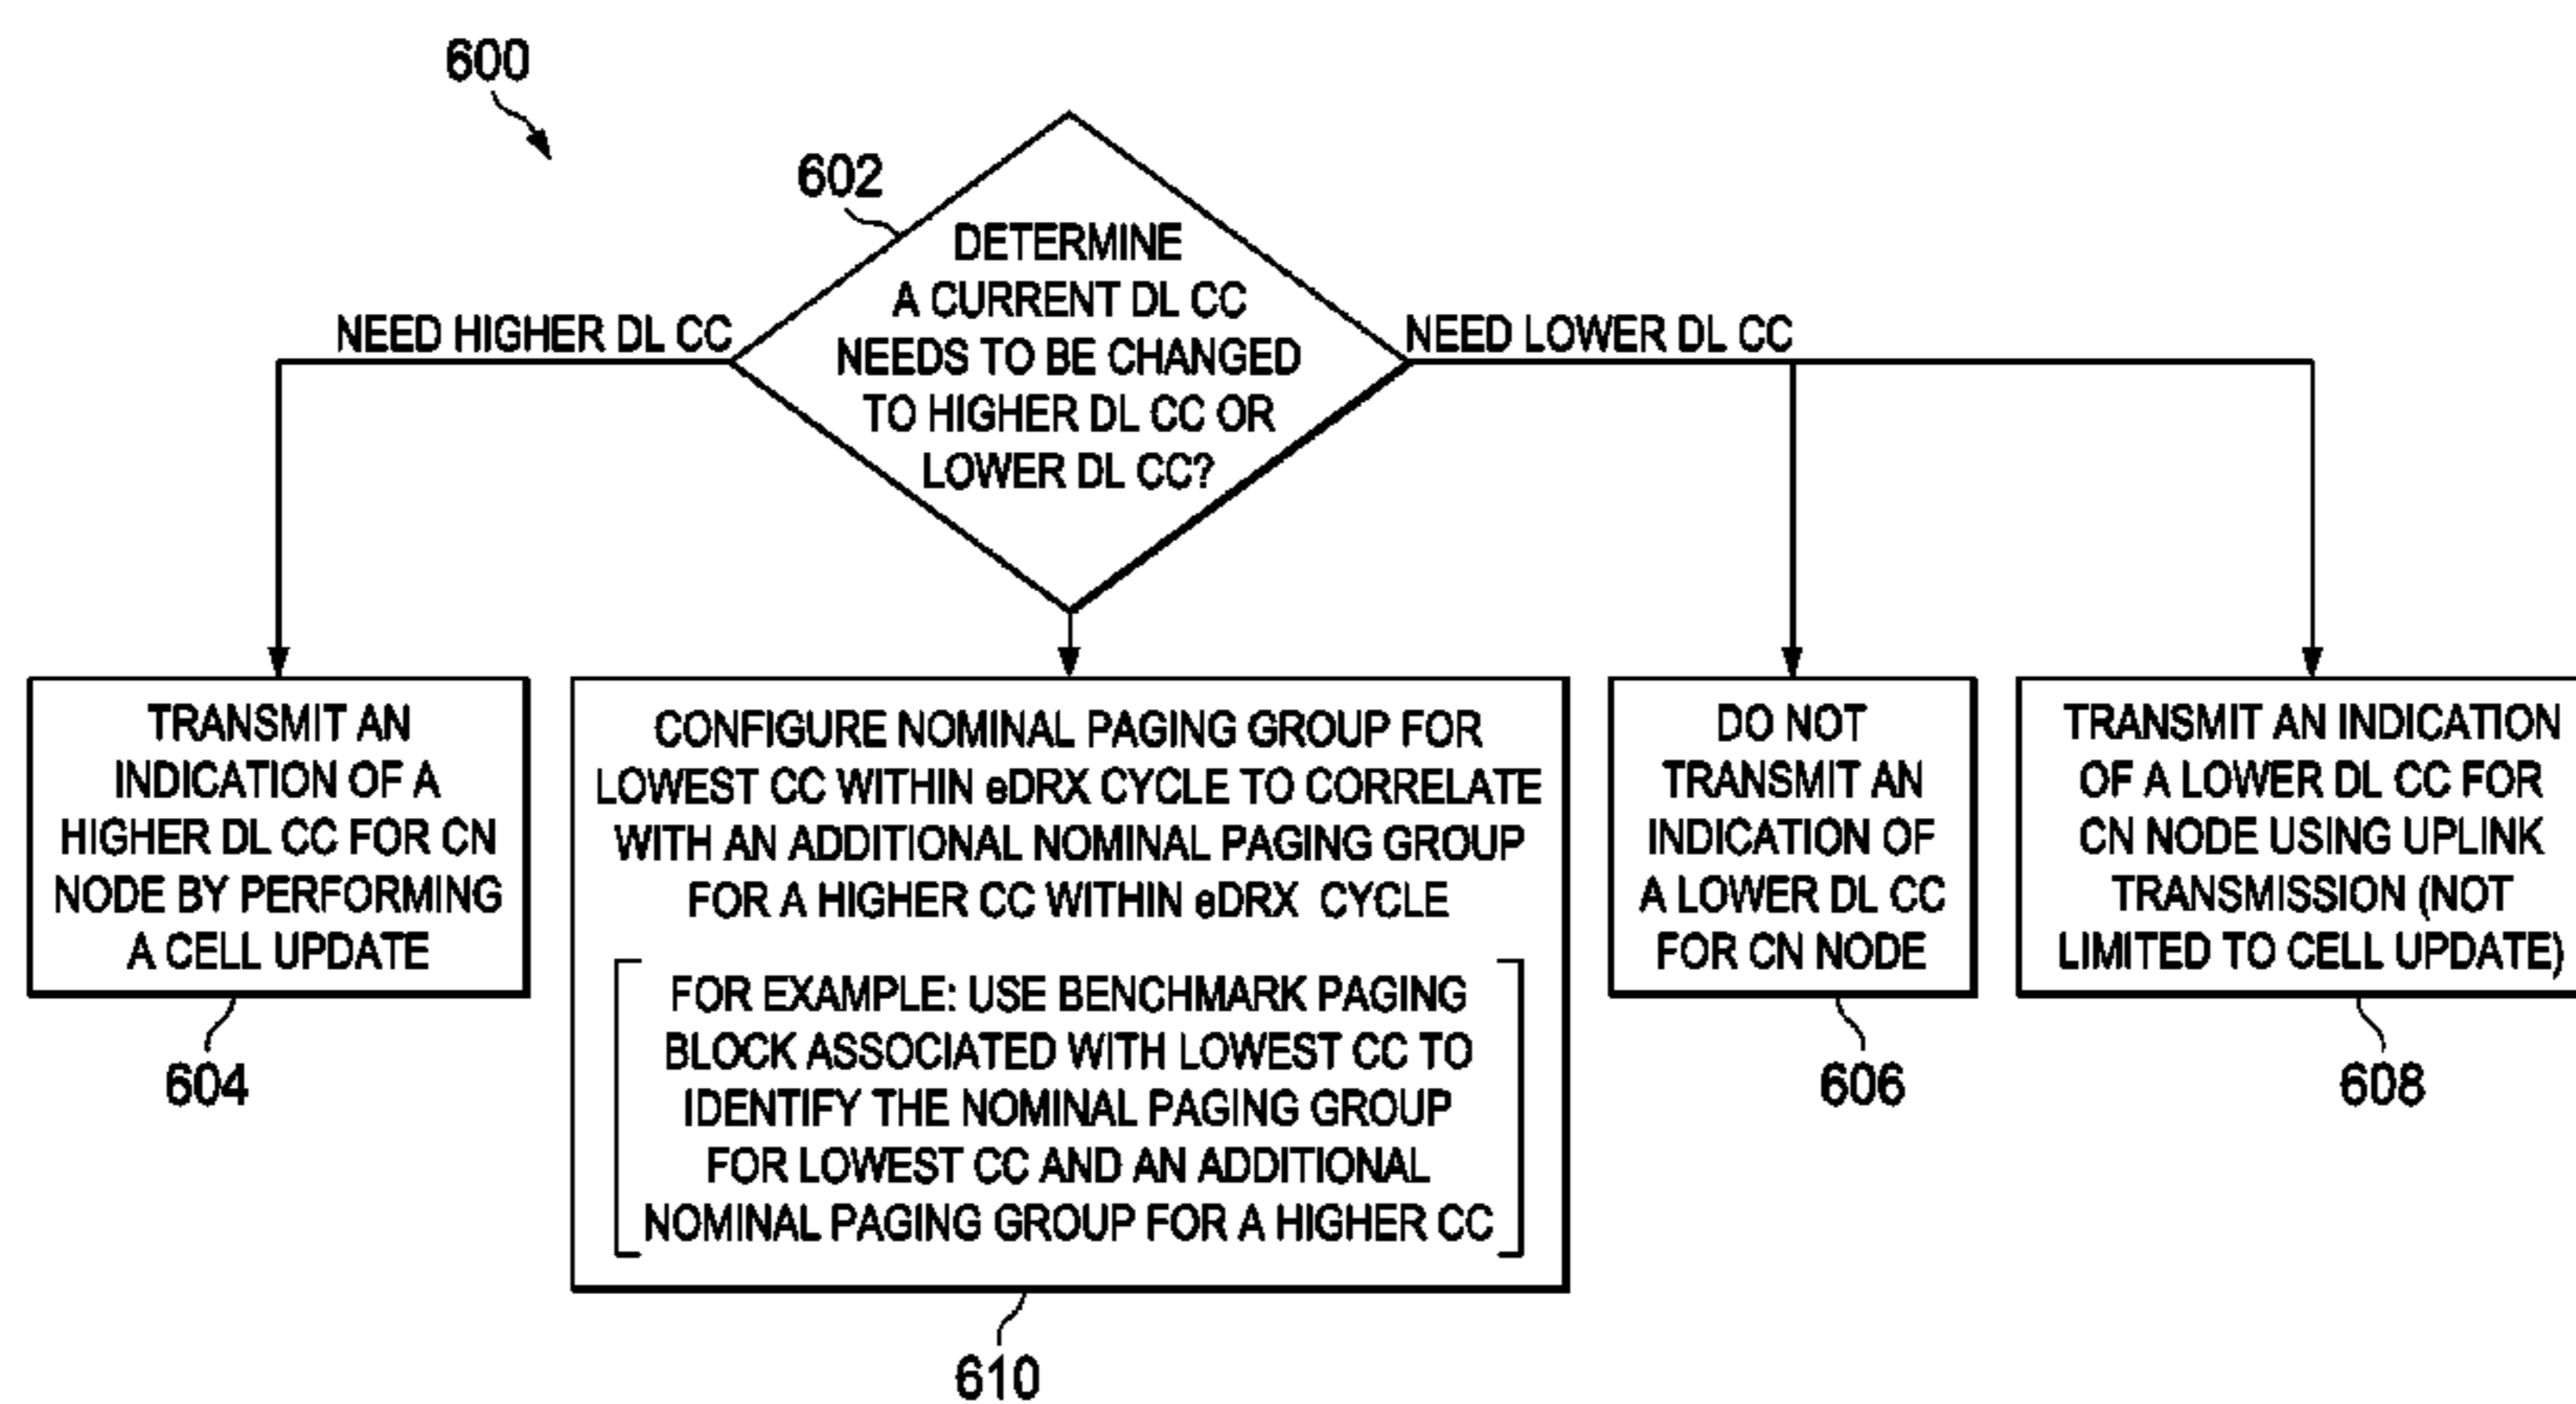 600
602
DETERMINE
A CURRENT DL CC
NEEDS TO BE CHANGED
TO HIGHER DL CC OR
LOWER DL CC?
NEED HIGHER DL CC
NEED LOWER DL CC
TRANSMIT AN
INDICATION OF A
HIGHER DL CC FOR CN
NODE BY PERFORMING
A CELL UPDATE
604
CONFIGURE NOMINAL PAGING GROUP FOR
LOWEST CC WITHIN eDRX CYCLE TO CORRELATE
WITH AN ADDITIONAL NOMINAL PAGING GROUP
FOR A HIGHER CC WITHIN eDRX CYCLE
FOR EXAMPLE: USE BENCHMARK PAGING
BLOCK ASSOCIATED WITH LOWEST CC TO
IDENTIFY THE NOMINAL PAGING GROUP
FOR LOWEST CC AND AN ADDITIONAL
NOMINAL PAGING GROUP FOR A HIGHER CC
610
DO NOT
TRANSMIT AN
INDICATION OF
A LOWER DL CC
FOR CN NODE
606
TRANSMIT AN INDICATION
OF A LOWER DL CC FOR
CN NODE USING UPLINK
TRANSMISSION (NOT
LIMITED TO CELL UPDATE)
608